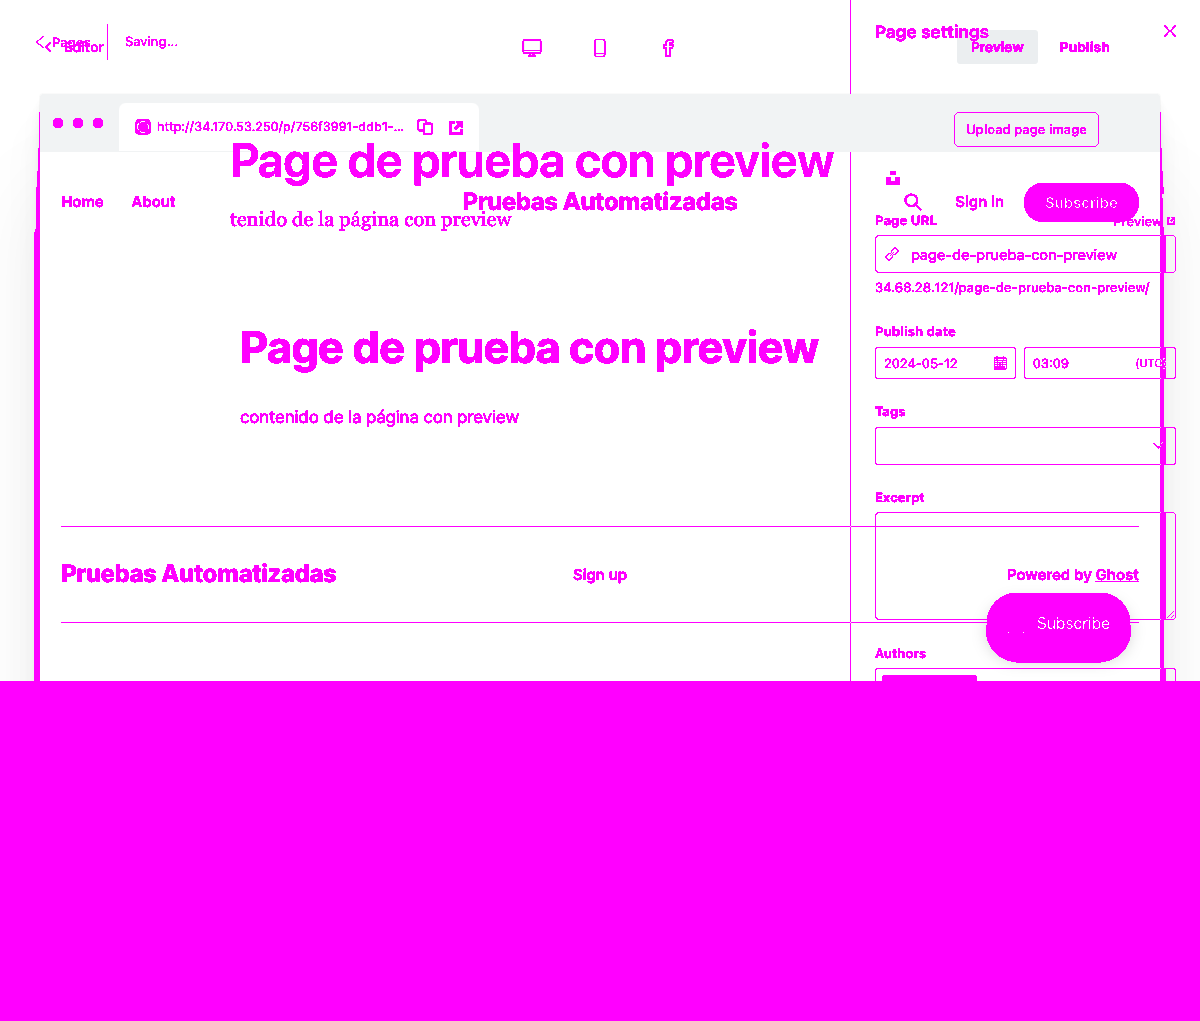 Pages
Editor
Saving...
Page settings
Preview
Publish
http://34.170.53.250/p/756f3991-ddb1-...
Upload page image
Page de prueba con preview
Home
About
Pruebas Automatizadas
Sign in
Subscribe
tenido de la página con preview
Page URL
Preview
page-de-prueba-con-preview
34.68.28.121/page-de-prueba-con-preview/
Publish date
Page de prueba con preview
2024-05-12
03:09
(UTC)
Tags
contenido de la página con preview
Excerpt
Pruebas Automatizadas
Sign up
Powered by Ghost
Subscribe
Authors